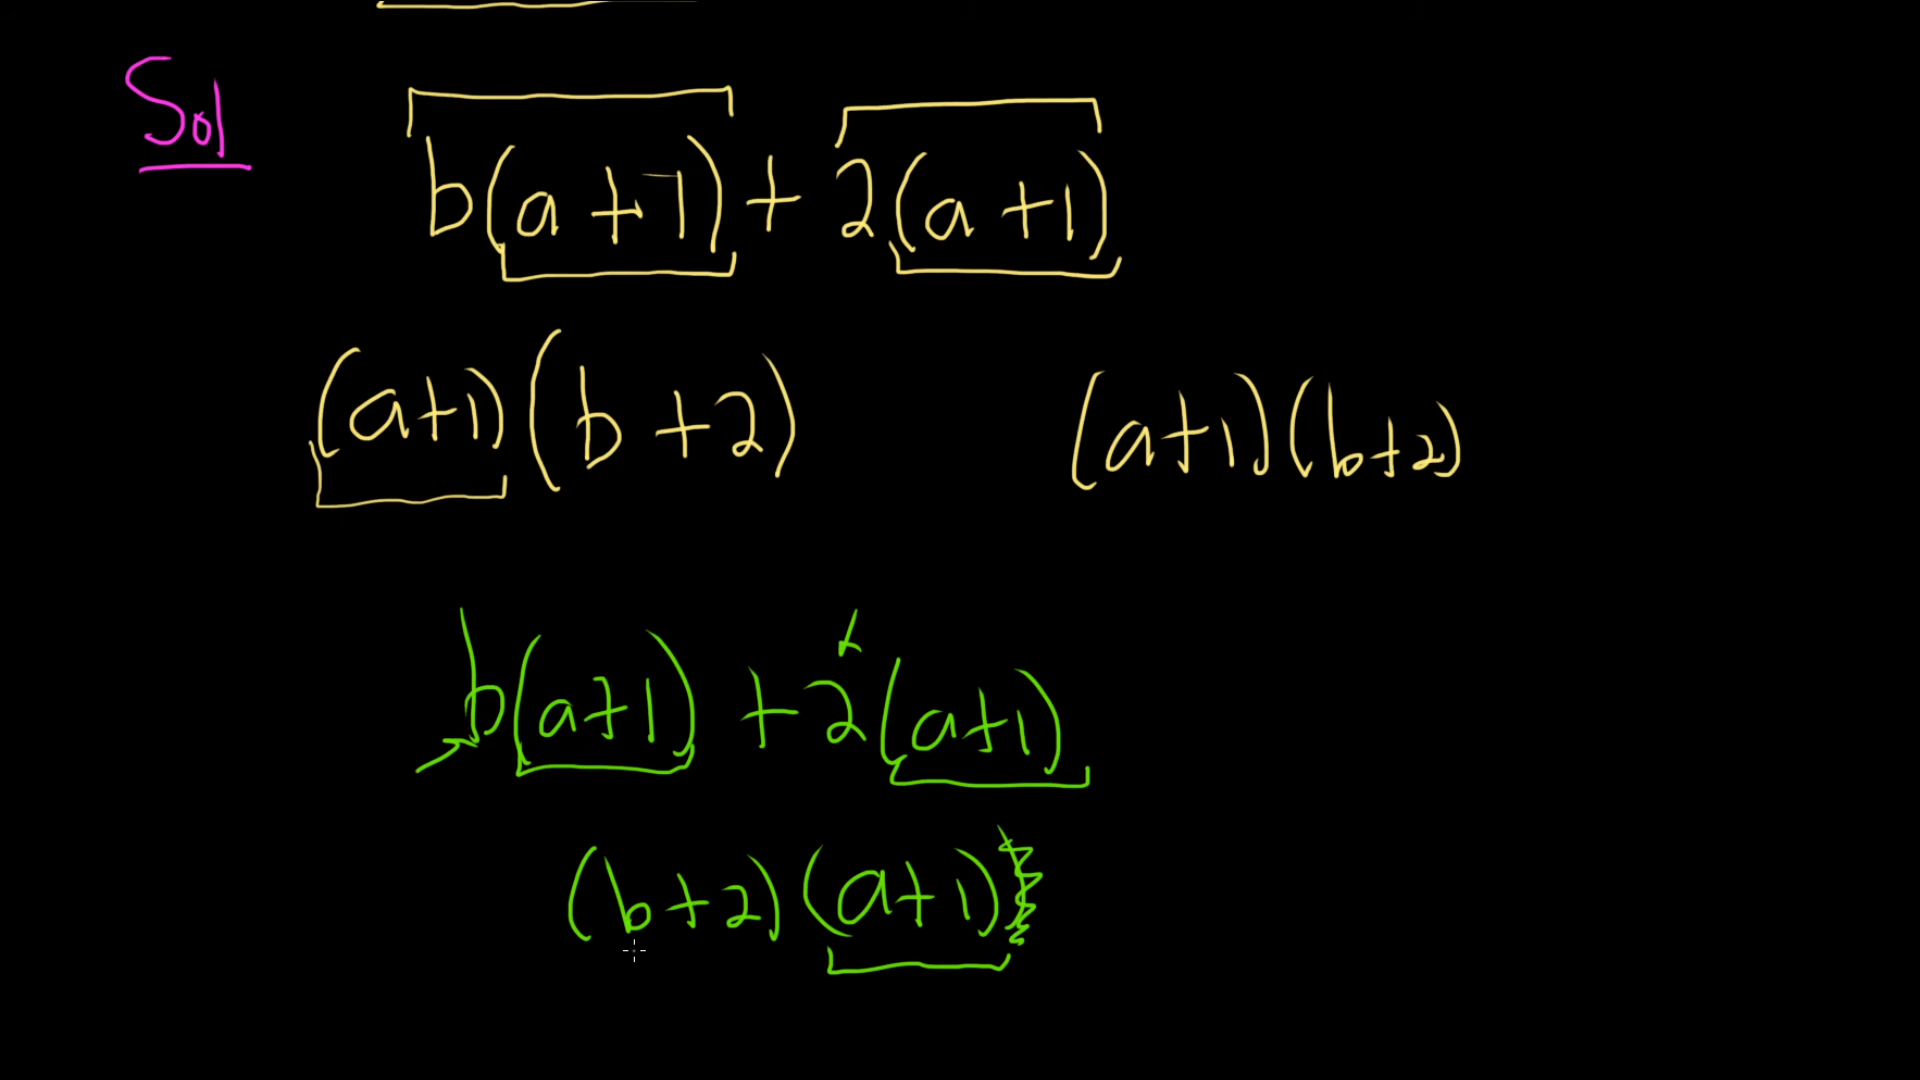 Sol
b(a+1)+2(a+1)
(a+1)(b+2) (a+1)(b+2)
b(a+1)+2(a+1)
(b+2)(a+1)